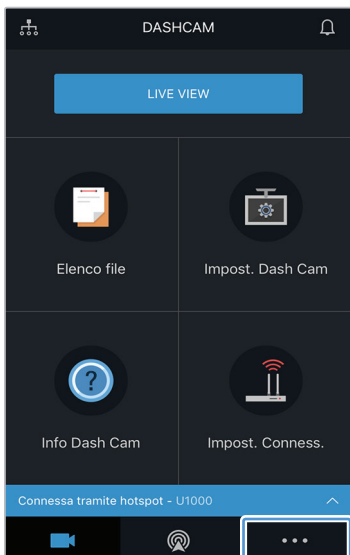 DASHCAM
LIVE VIEW
Elenco file
Impost. Dash Cam
Info Dash Cam
Impost. Conness.
Connessa tramite hotspot - U1000